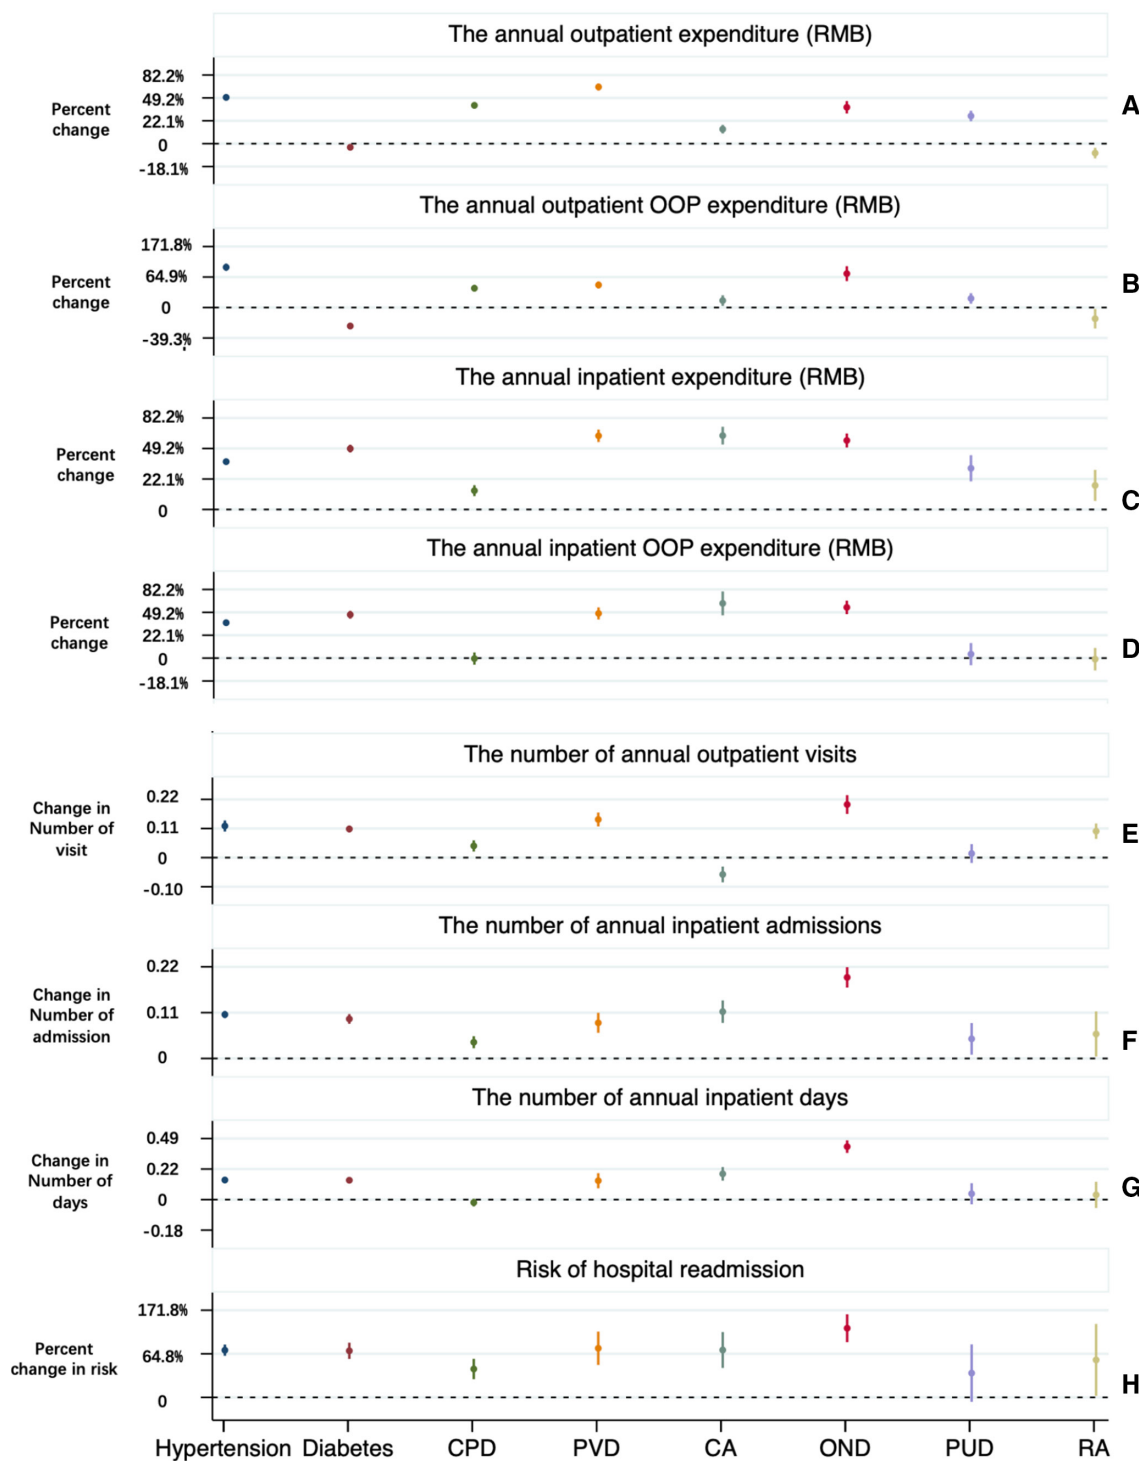 The annual outpatient expenditure (RMB)
82.2%
49.2%
22.1%
0
-18.1%
Percent
change
A
The annual outpatient OOP expenditure (RMB)
171.8%
64.9%
0
-39.3%
Percent
change
B
The annual inpatient expenditure (RMB)
82.2%
49.2%
22.1%
0
Percent
change
C
The annual inpatient OOP expenditure (RMB)
82.2%
49.2%
22.1%
0
-18.1%
Percent
change
D
The number of annual outpatient visits
0.22
0.11
0
-0.10
Change in
Number of
visit
E
The number of annual inpatient admissions
0.22
0.11
0
Change in
Number of
admission
F
The number of annual inpatient days
0.49
0.22
0
-0.18
Change in
Number of
days
G
Risk of hospital readmission
171.8%
64.8%
0
Percent
change in risk
H
Hypertension Diabetes CPD PVD CA OND PUD RA